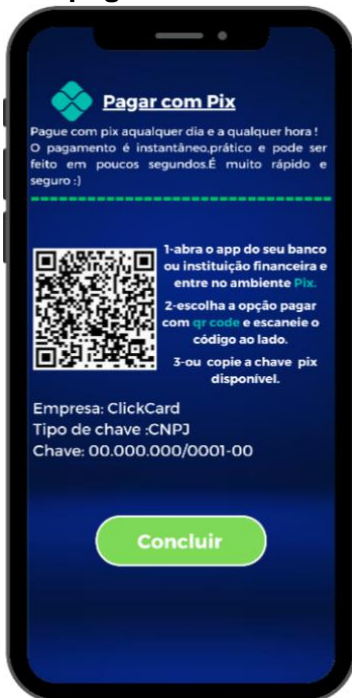 Pagar com Pix
Pague com pix aqualquer dia e a qualquer hora !
O pagamento é instantâneo,prático e pode ser
feito em poucos segundos.É muito rápido e
seguro :)
1-abra o app do seu banco
ou instituição financeira e
entre no ambiente Pix.
2-escolha a opção pagar
com qr code e escaneie o
código ao lado.
3-ou copie a chave pix
disponível.
Empresa: ClickCard
Tipo de chave :CNPJ
Chave: 00.000.000/0001-00
Concluir